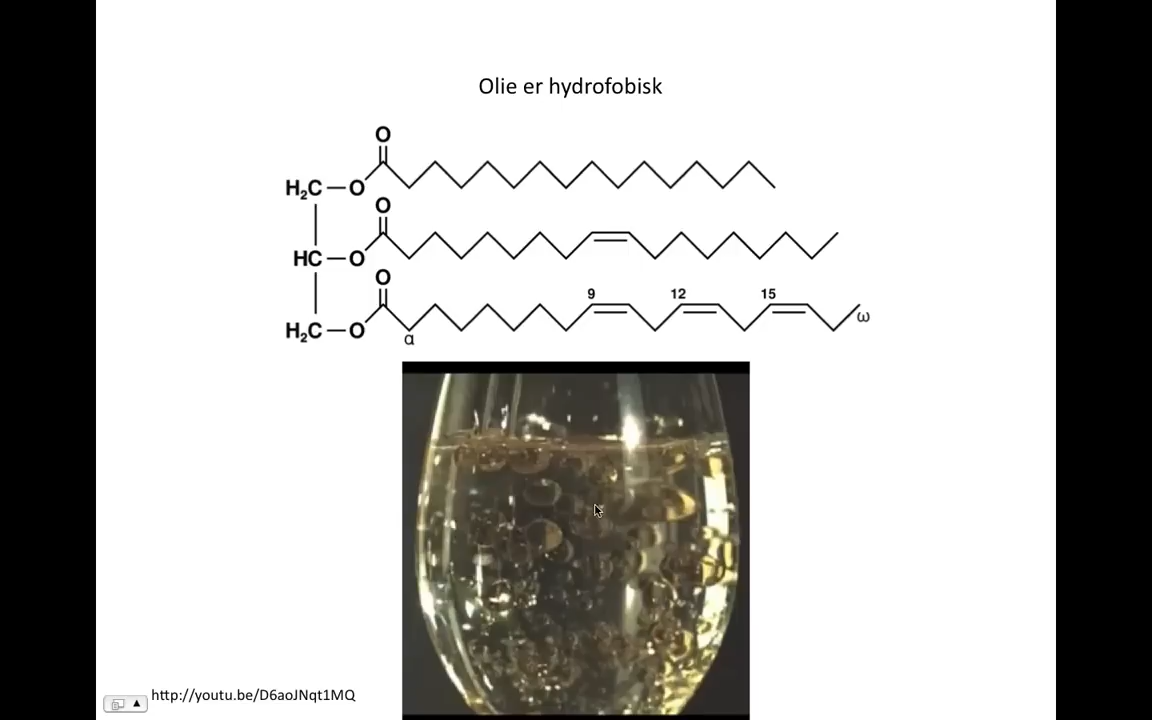 Olie er hydrofobisk
O
H₂C—O
O
HC—O
O
9 12 15
H₂C—O
α
ω
http://youtu.be/D6aoJNqt1MQ